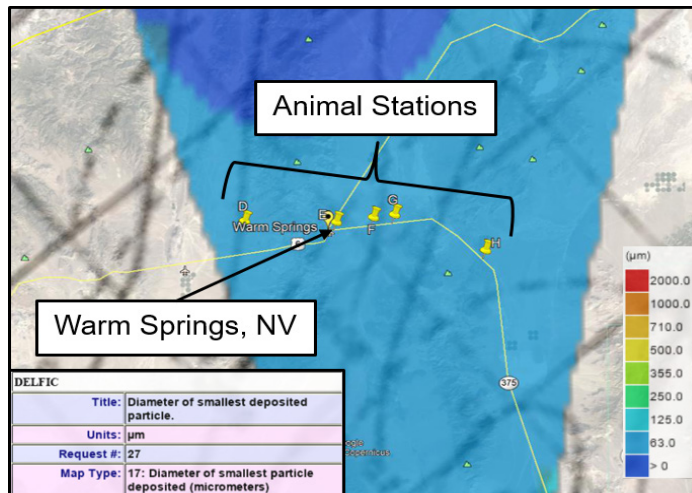 Animal Stations
D
E
G
F
Warm Springs
H
Warm Springs, NV
375
(µm)
2000.0
1000.0
710.0
500.0
355.0
250.0
125.0
63.0
> 0
DELFIC
Title: Diameter of smallest deposited
particle.
Units: µm
Request #: 27
Map Type: 17: Diameter of smallest particle
deposited (micrometers)